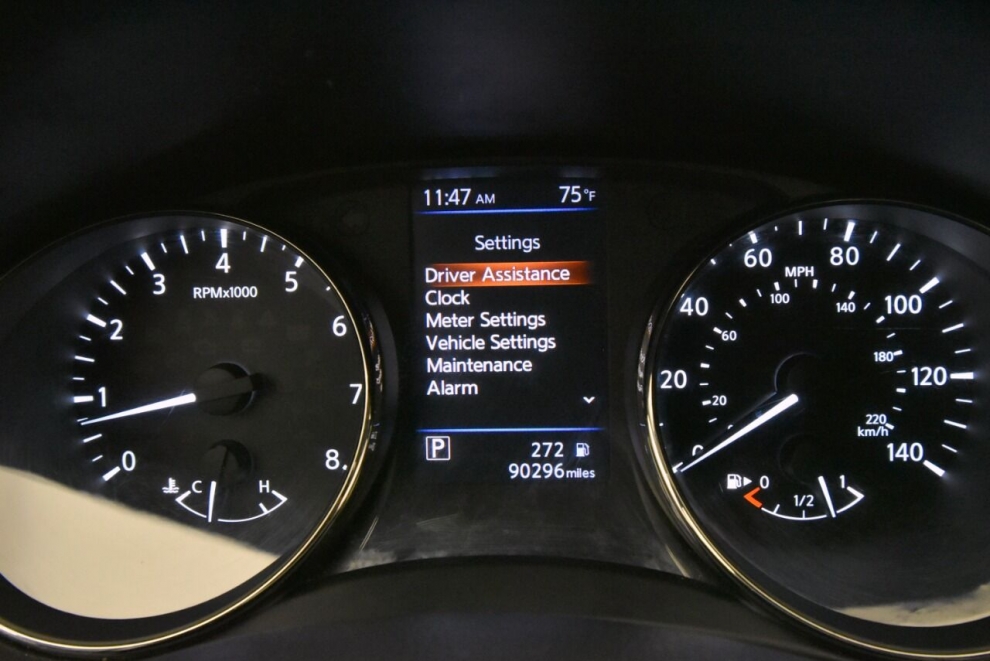 11:47 AM 75°F
Settings
Driver Assistance
Clock
Meter Settings
Vehicle Settings
Maintenance
Alarm
P 272
90296 miles
0
1
2
3
4
5
6
7
8
RPMx1000
C H
0
20
40
60
80
100
120
140
MPH
20
60
100
140
180
220
km/h
0 1/2 1